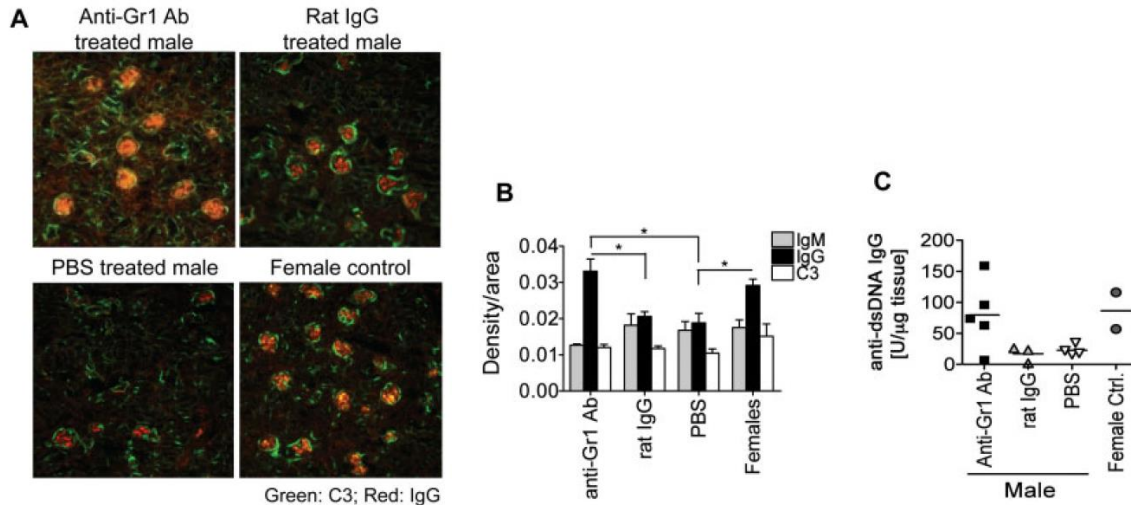 A
Anti-Gr1 Ab
treated male
Rat IgG
treated male
PBS treated male
Female control
Green: C3; Red: IgG
B
Density/area
0.04
0.03
0.02
0.01
0.00
*
*
*
IgM
IgG
C3
anti-Gr1 Ab
rat IgG
PBS
Females
C
anti-dsDNA IgG
[U/µg tissue]
200
150
100
50
0
Anti-Gr1 Ab
rat IgG
PBS
Female Ctrl.
Male